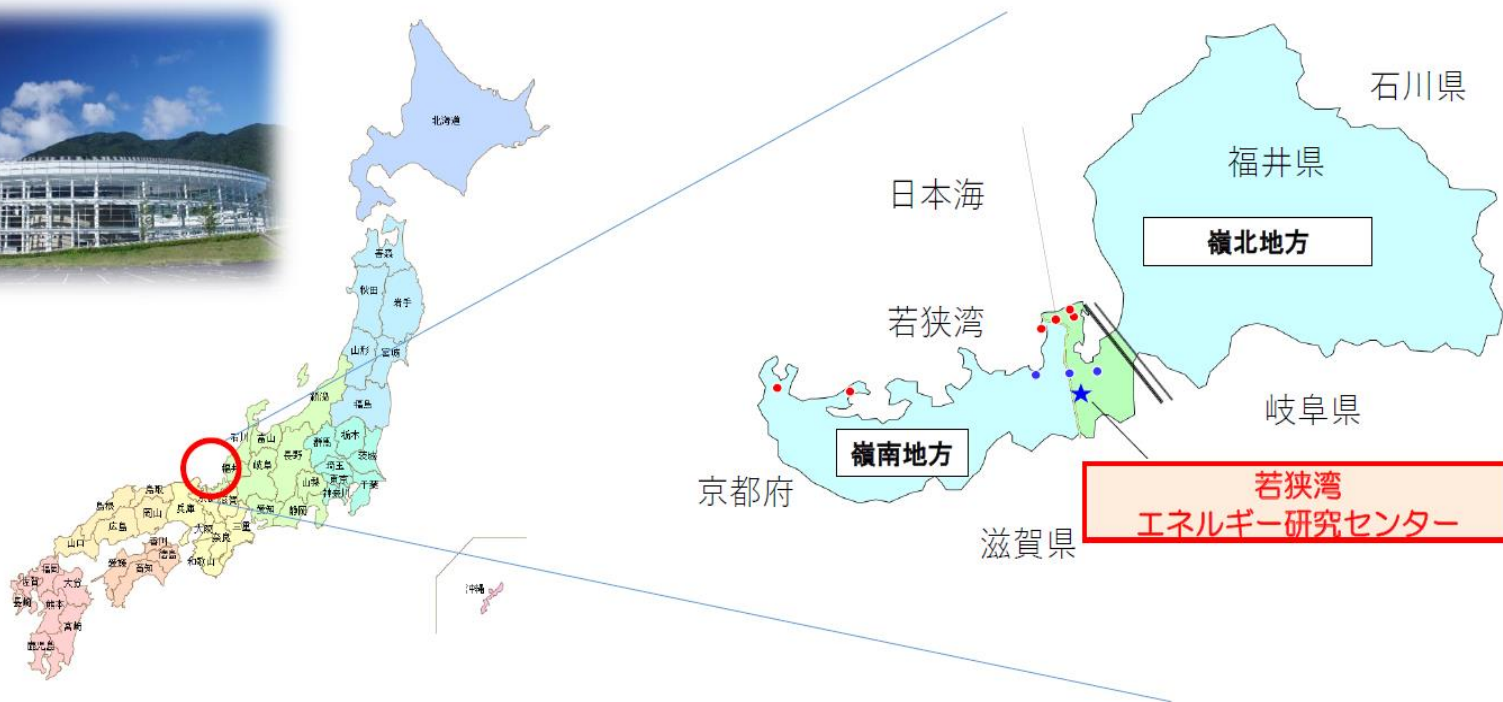 北海道
青森
秋田
岩手
山形
宮城
福島
新潟
石川
富山
福井
岐阜
長野
群馬
栃木
茨城
埼玉
東京
神奈川
千葉
山梨
愛知
静岡
滋賀
三重
奈良
大阪
和歌山
兵庫
鳥取
島根
岡山
広島
山口
香川
徳島
愛媛
高知
福岡
佐賀
長崎
大分
熊本
宮崎
鹿児島
沖縄
石川県
福井県
嶺北地方
日本海
若狭湾
岐阜県
嶺南地方
京都府
滋賀県
若狭湾
エネルギー研究センター